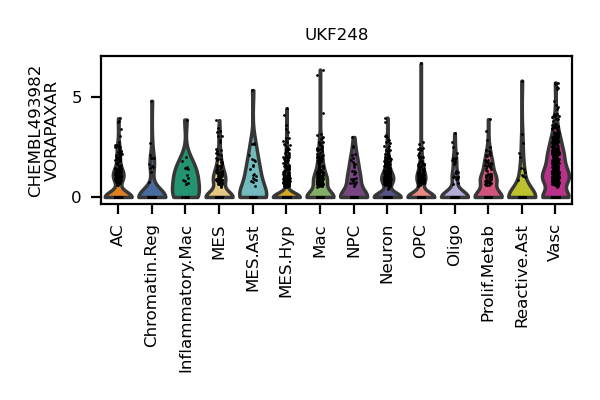 UKF248
CHEMBL493982
VORAPAXAR
5
0
AC
Chromatin.Reg
Inflammatory.Mac
MES
MES.Ast
MES.Hyp
Mac
NPC
Neuron
OPC
Oligo
Prolif.Metab
Reactive.Ast
Vasc